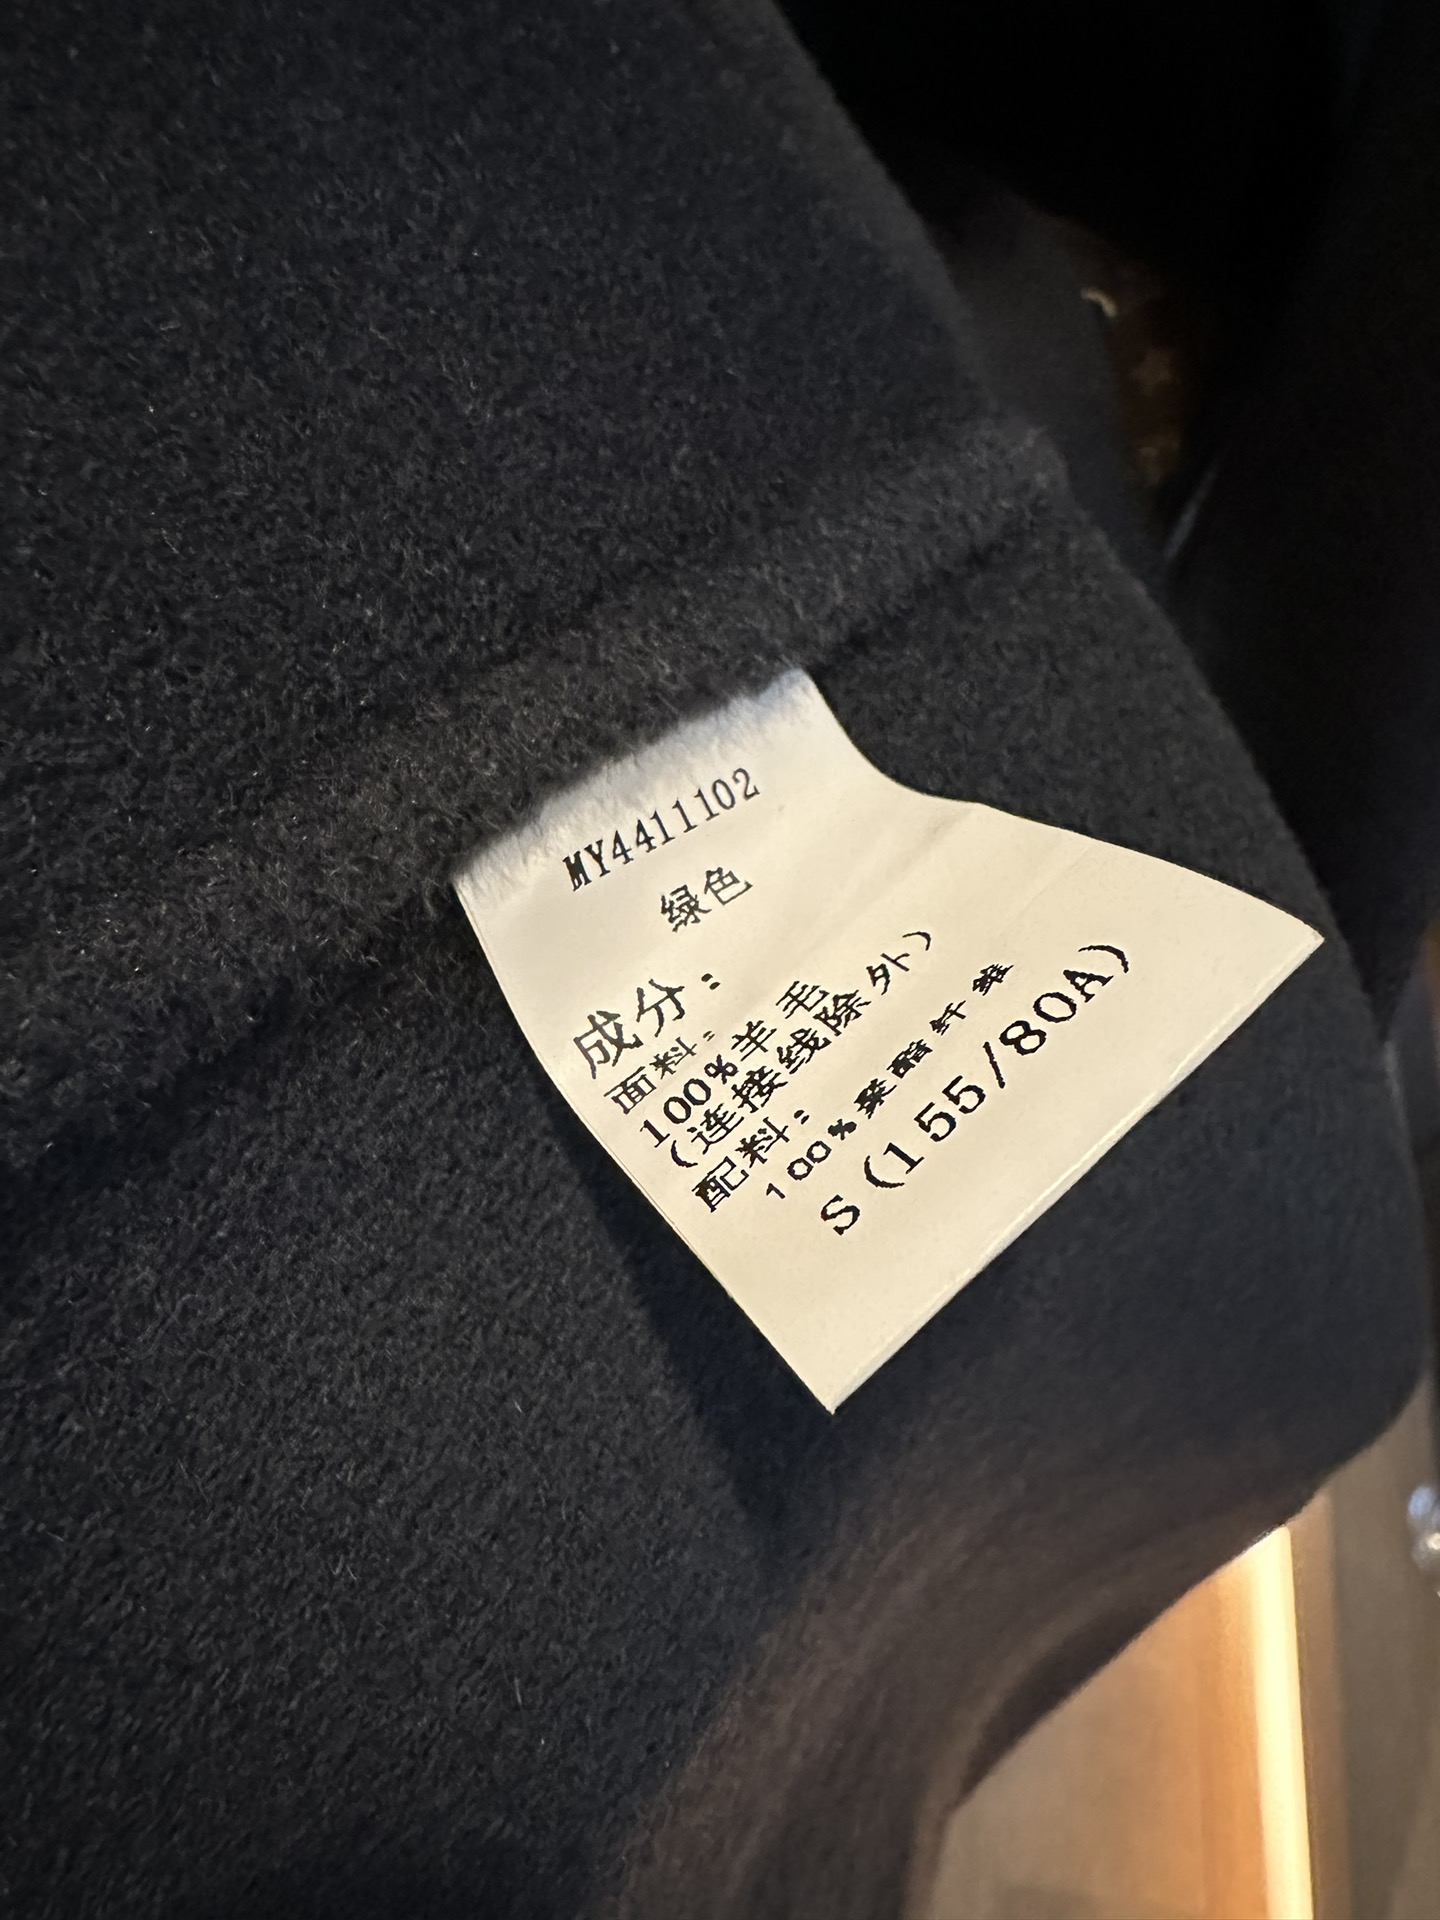 MY4411102
绿色
成分：
面料：
100%羊毛
(连接线除外)
配料：
100%聚酯纤维
S(155/80A)